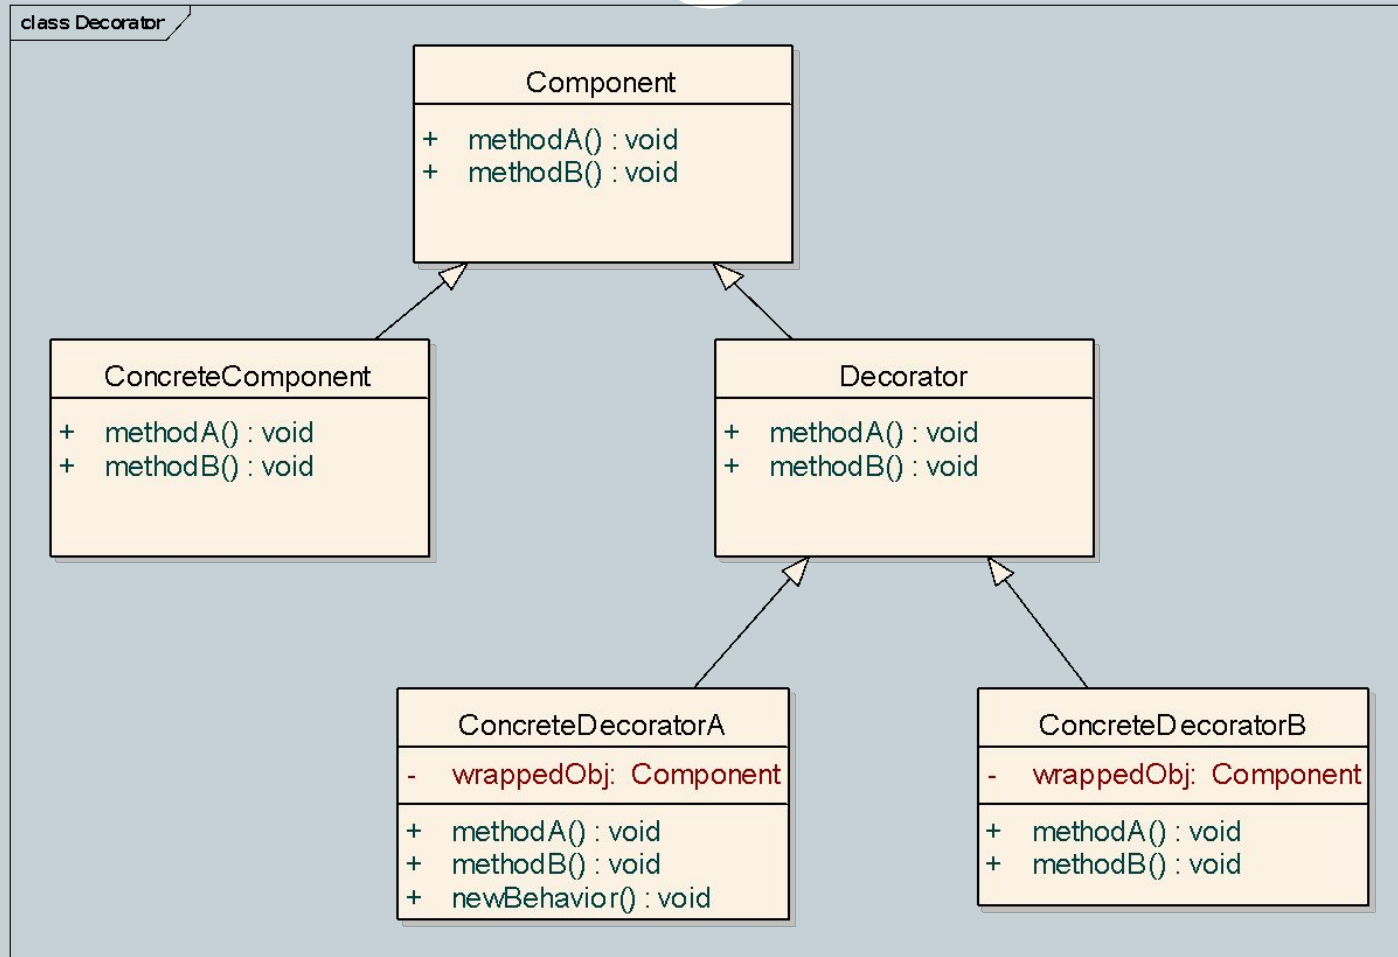 class Decorator
Component
+ methodA() : void
+ methodB() : void
ConcreteComponent
+ methodA() : void
+ methodB() : void
Decorator
+ methodA() : void
+ methodB() : void
ConcreteDecoratorA
- wrappedObj: Component
+ methodA() : void
+ methodB() : void
+ newBehavior() : void
ConcreteDecoratorB
- wrappedObj: Component
+ methodA() : void
+ methodB() : void